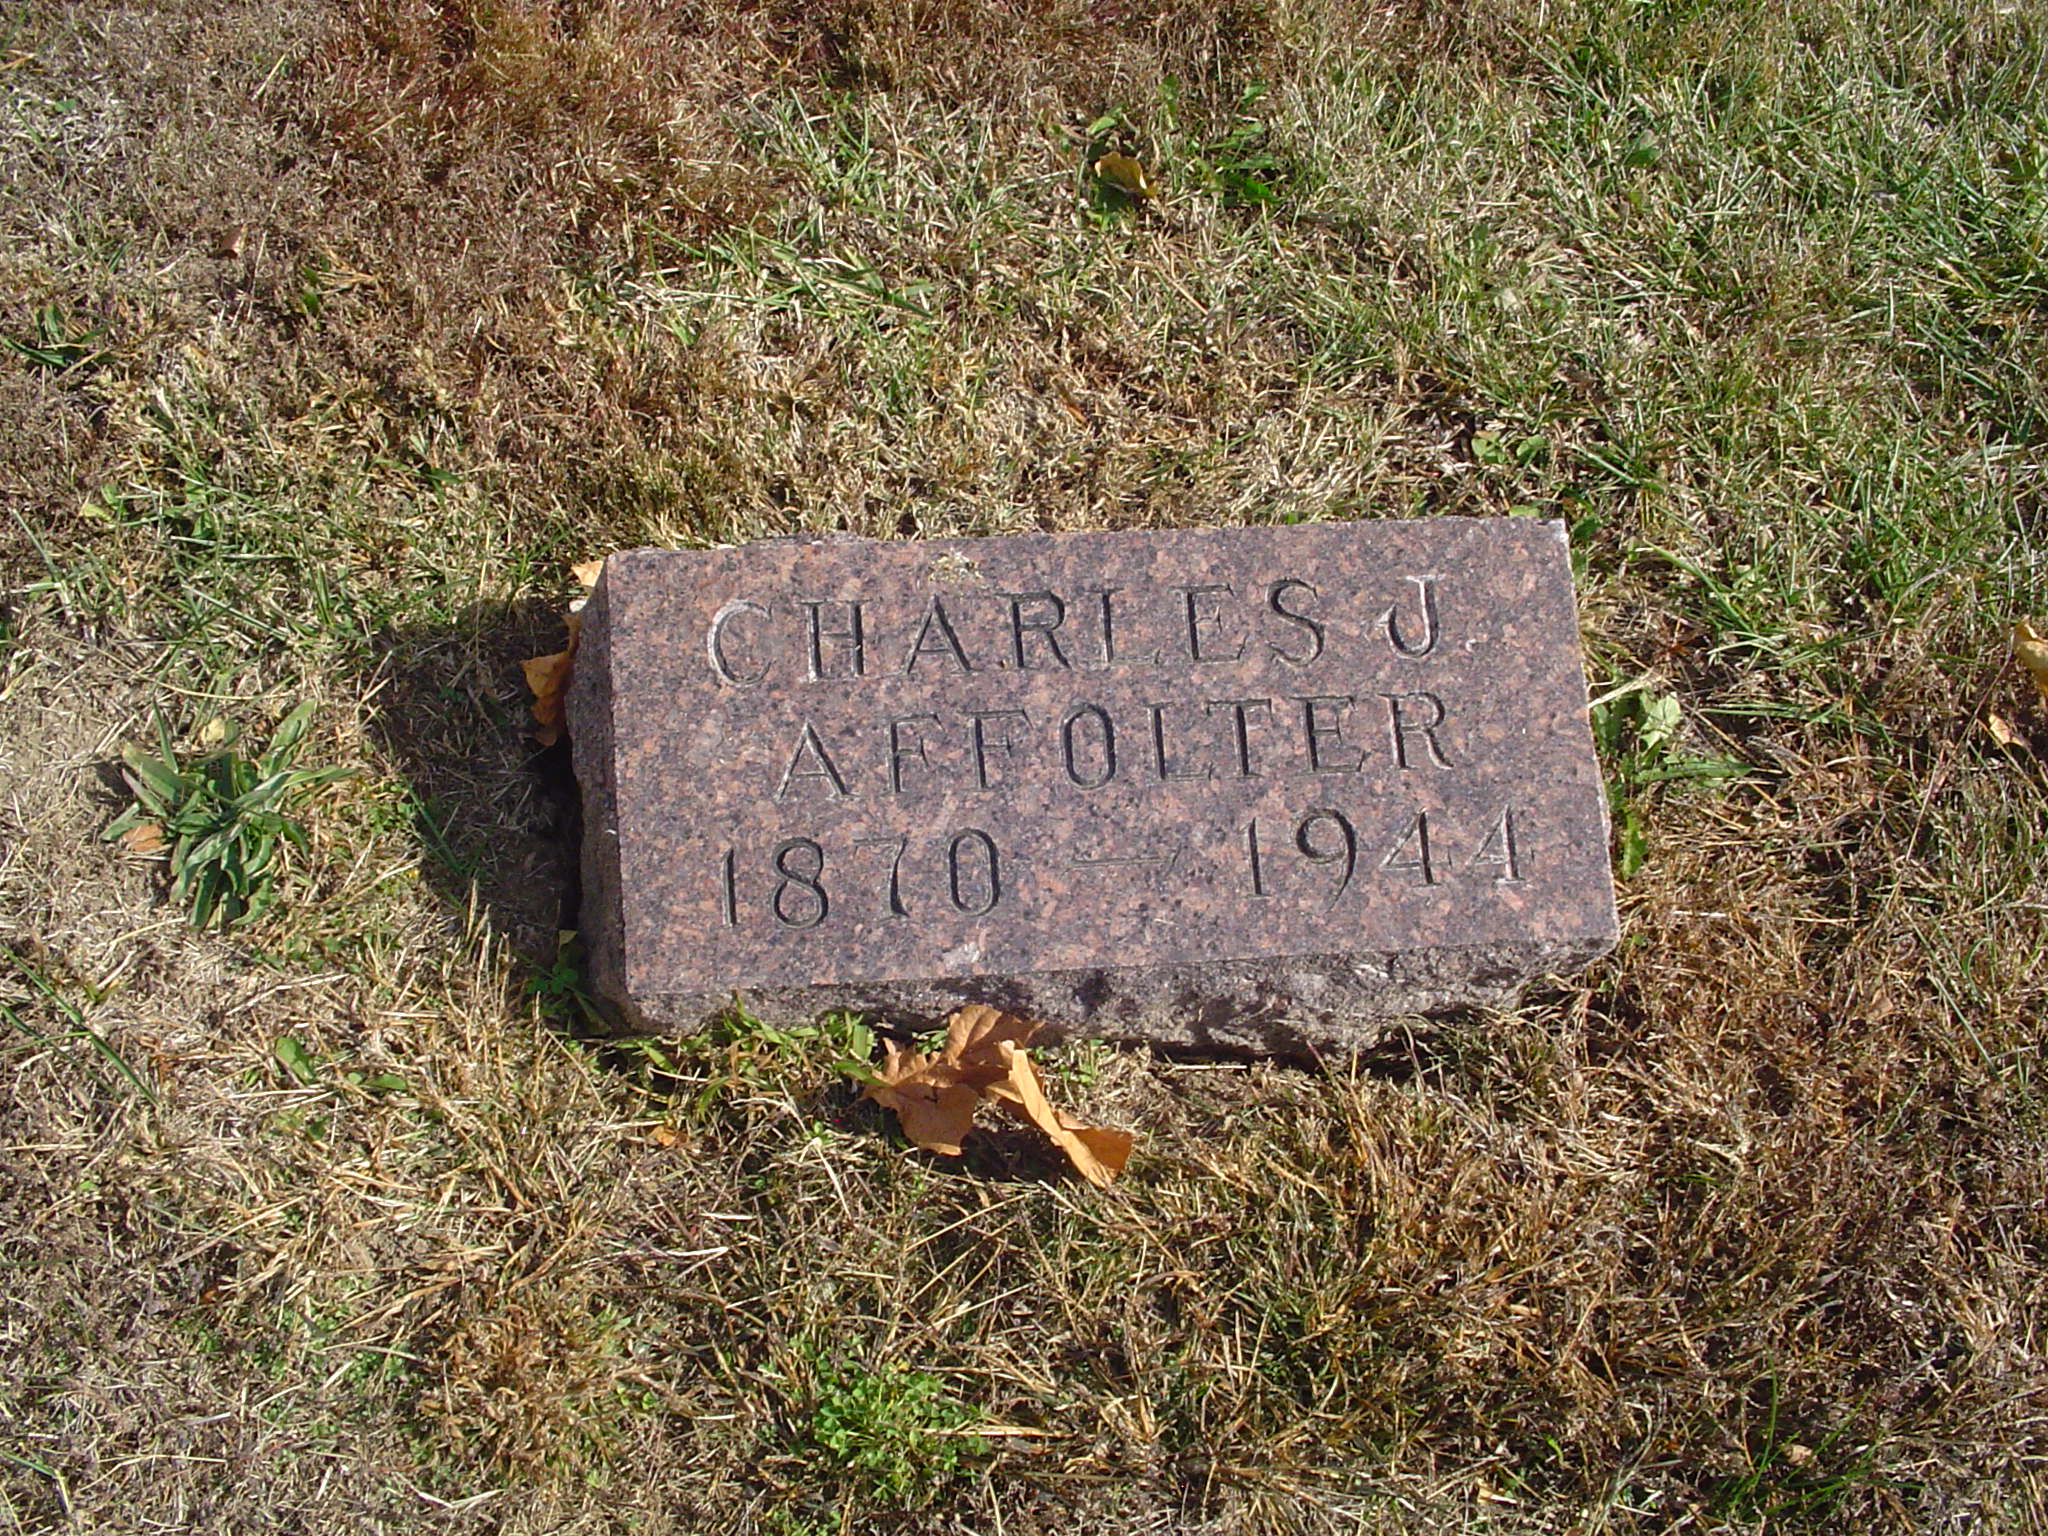 CHARLES J
AFFOLTER
1870 — 1944